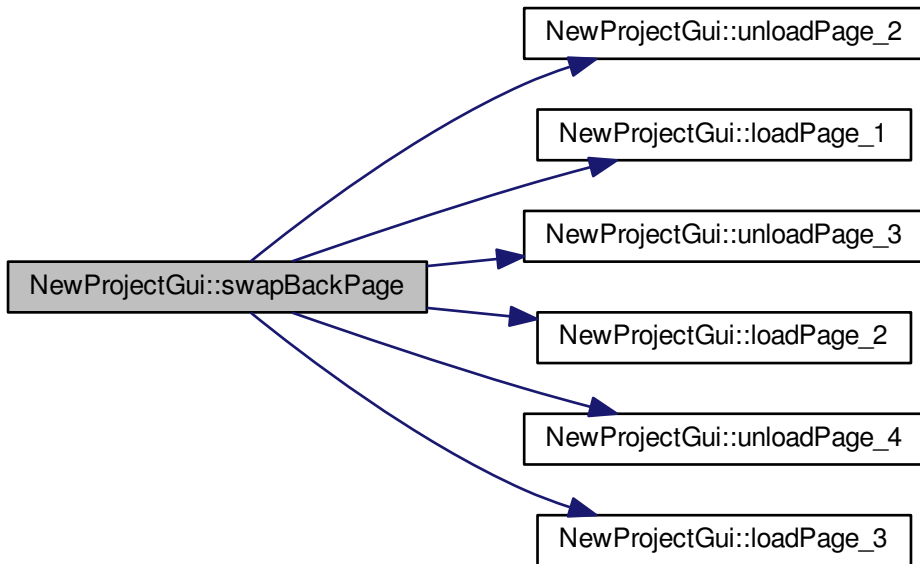 NewProjectGui::unloadPage_2
NewProjectGui::loadPage_1
NewProjectGui::unloadPage_3
NewProjectGui::swapBackPage
NewProjectGui::loadPage_2
NewProjectGui::unloadPage_4
NewProjectGui::loadPage_3